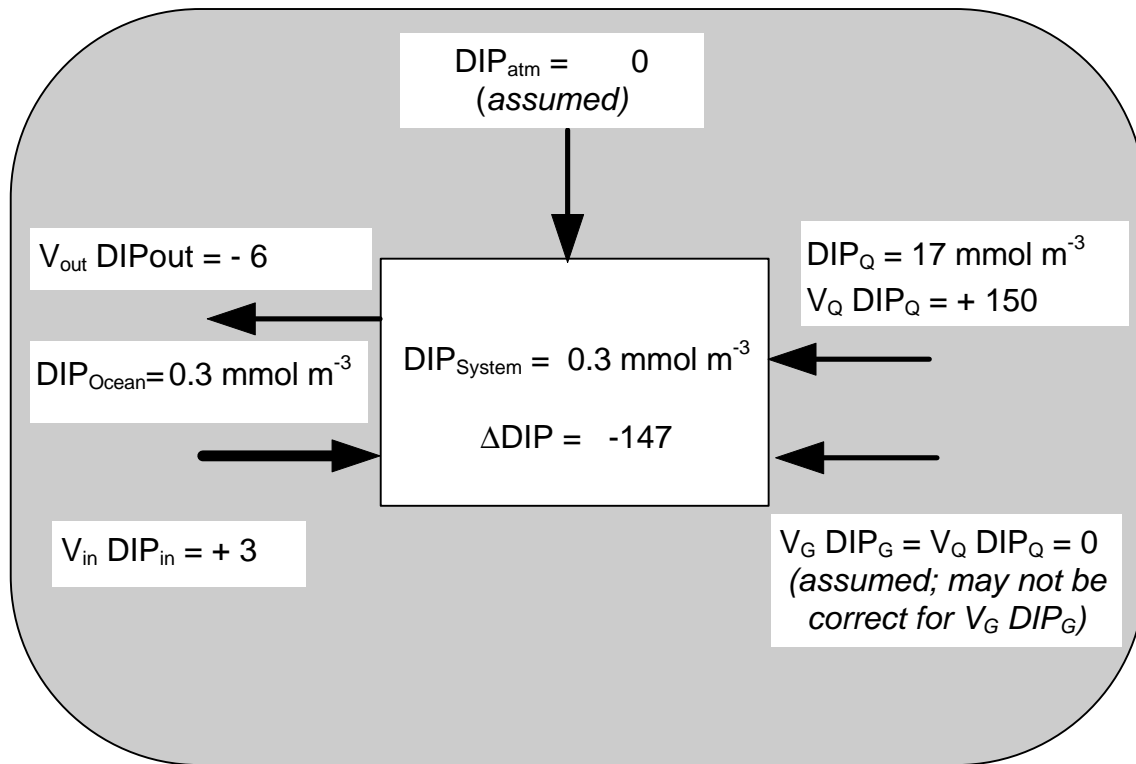 DIPatm = 0
(assumed)
Vout DIPout = - 6
DIPOcean= 0.3 mmol m-3
Vin DIPin = + 3
DIPSystem = 0.3 mmol m-3
ΔDIP = -147
DIPQ = 17 mmol m-3
VQ DIPQ = + 150
VG DIPG = VQ DIPQ = 0
(assumed; may not be
correct for VG DIPG)